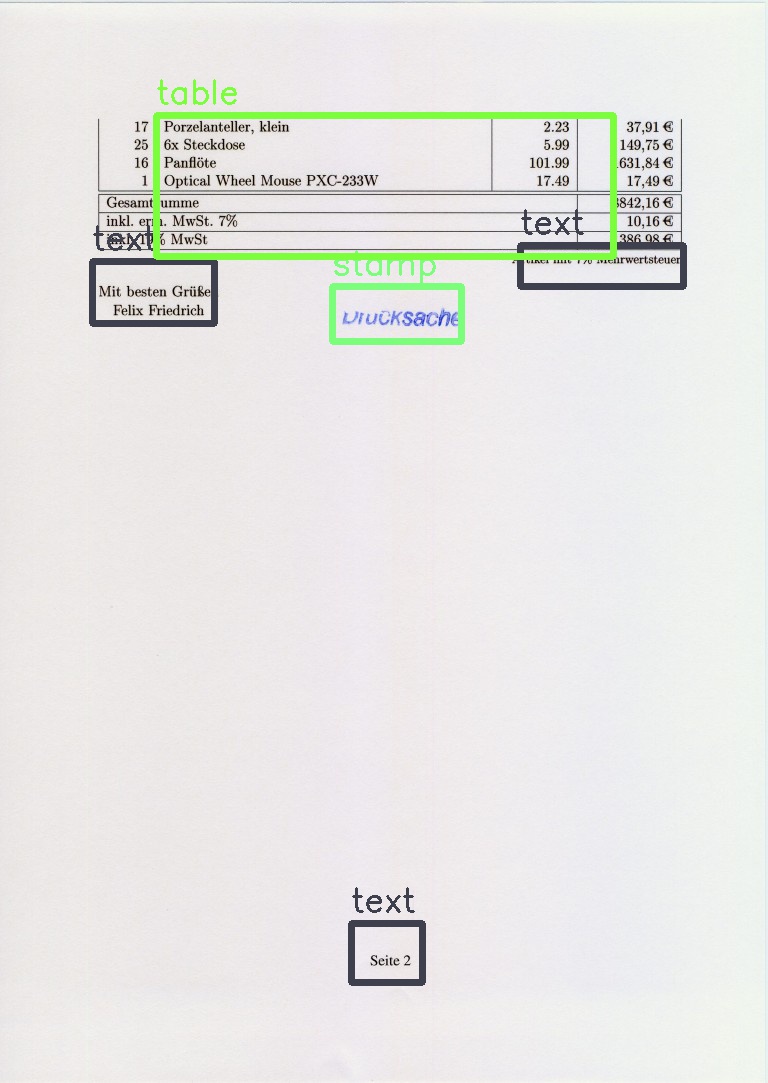 table
17 Porzelanteller, klein 2.23 37,91 €
25 6x Steckdose 5.99 149,75 €
16 Panflöte 101.99 1631,84 €
1 Optical Wheel Mouse PXC-233W 17.49 17,49 €
Gesamtsumme 3842,16 €
inkl. erm. MwSt. 7% 10,16 €
text
text
MwSt 386,98 €
Artikel mit 7% Mehrwertsteuer
stamp
Mit besten Grüße
Felix Friedrich
Drucksache
text
Seite 2